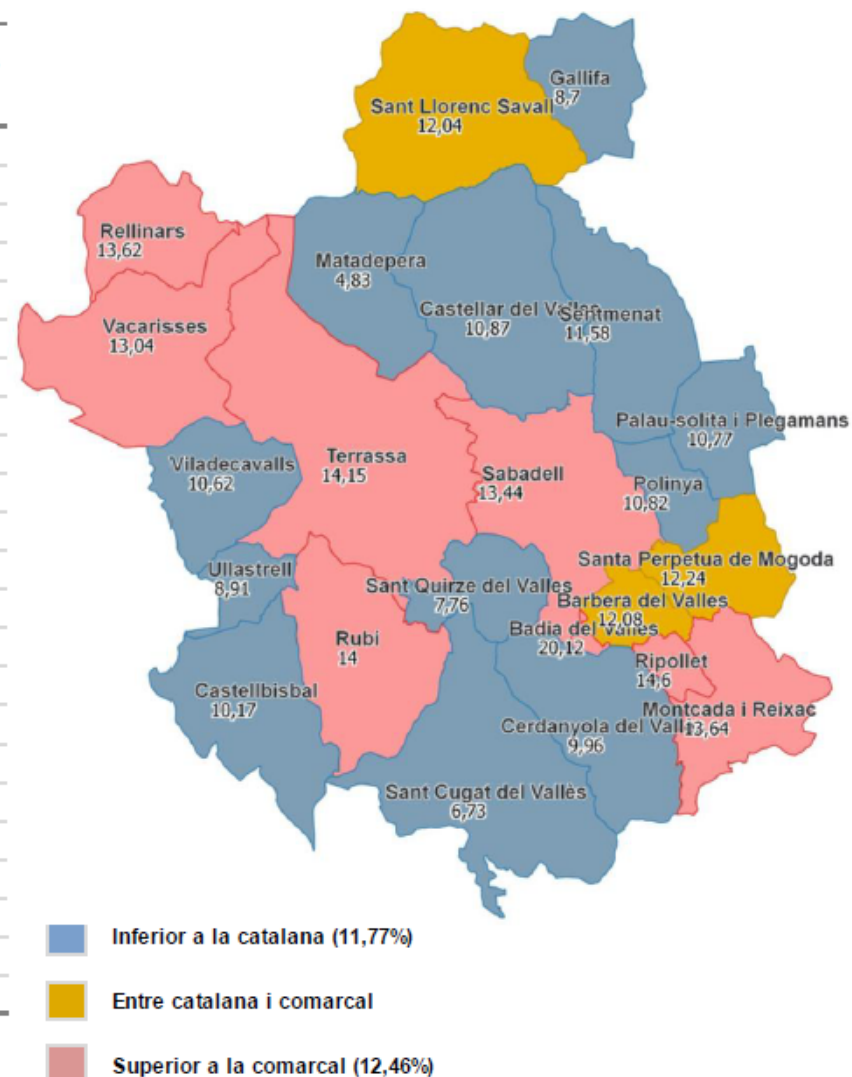 Gallifa
8,7
Sant Llorenc Savall
12,04
Rellinars
13,62
Matadepera
4,83
Castellar del Valles
10,87
Sentmenat
11,58
Vacarisses
13,04
Palau-solita i Plegamans
10,77
Viladecavalls
10,62
Terrassa
14,15
Sabadell
13,44
Polinya
10,82
Ullastrell
8,91
Sant Quirze del Valles
7,76
Santa Perpetua de Mogoda
12,24
Barbera del Valles
12,08
Badia del Valles
20,12
Rubi
14
Ripollet
14,6
Castellbisbal
10,17
Montcada i Reixac
13,64
Cerdanyola del Vall
9,96
Sant Cugat del Vallès
6,73
Inferior a la catalana (11,77%)
Entre catalana i comarcal
Superior a la comarcal (12,46%)